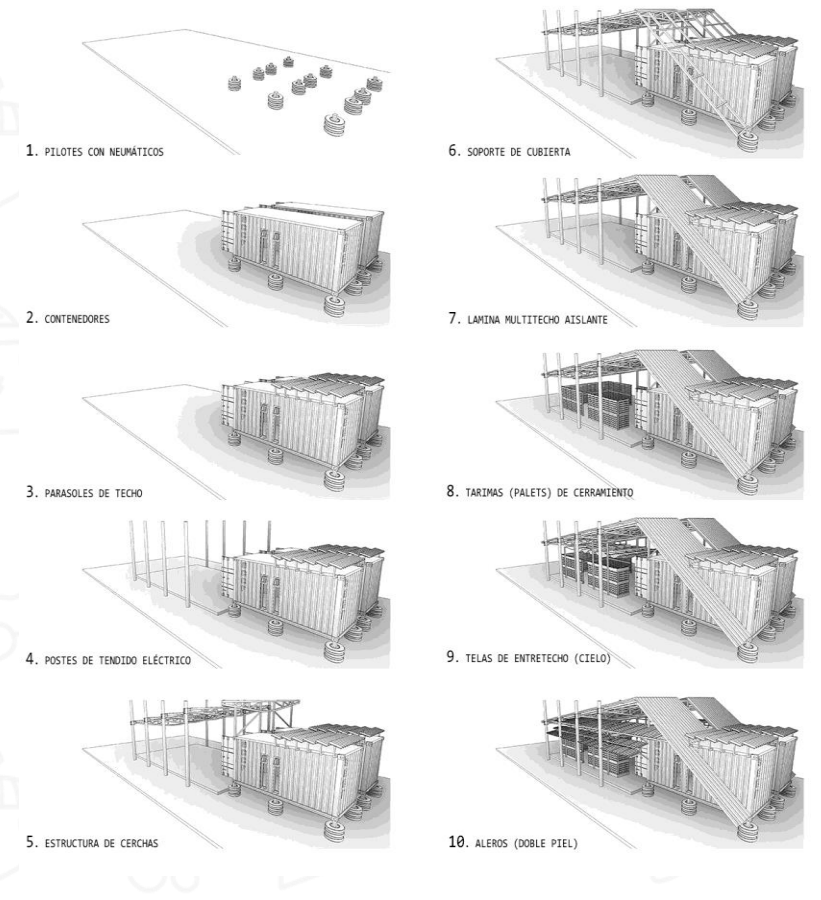 1. PILOTES CON NEUMÁTICOS
2. CONTENEDORES
3. PARASOLES DE TECHO
4. POSTES DE TENDIDO ELÉCTRICO
5. ESTRUCTURA DE CERCHAS
6. SOPORTE DE CUBIERTA
7. LAMINA MULTITECHO AISLANTE
8. TARIMAS (PALETS) DE CERRAMIENTO
9. TELAS DE ENTRETECHO (CIELO)
10. ALEROS (DOBLE PIEL)